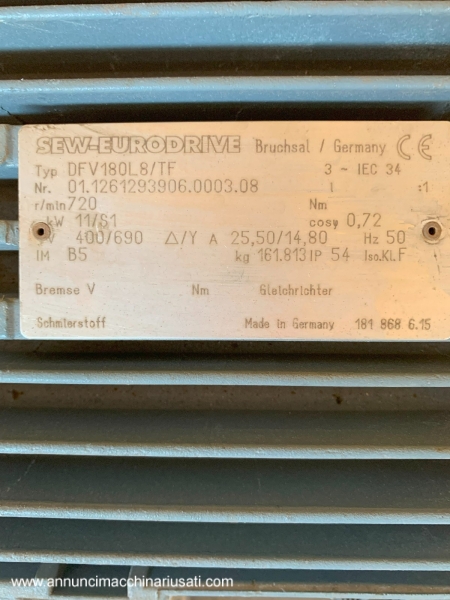 SEW-EURODRIVE Bruchsal / Germany CE
Typ DFV180L8/TF 3 ~ IEC 34
Nr. 01.1261293906.0003.08 i :1
r/min 720 Nm
kW 11/S1 cosφ 0,72
V 400/690 △/Y A 25,50/14,80 Hz 50
IM B5 kg 161.813 IP 54 Iso.Kl.F
Bremse V Nm Gleichrichter
Schmierstoff Made in Germany 181 868 6.15
www.annuncimacchinariusati.com